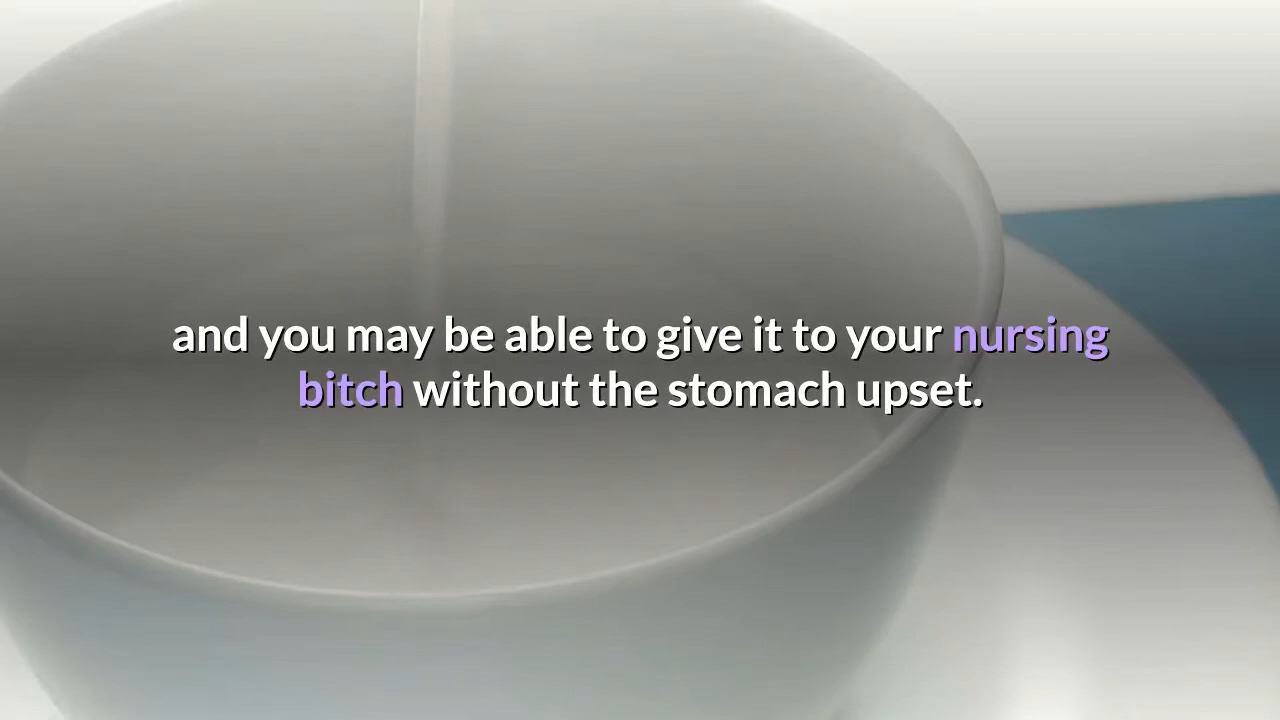 and you may be able to give it to your nursing
bitch without the stomach upset.